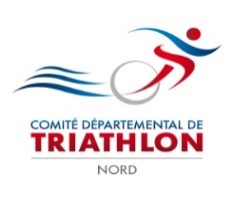 COMITÉ DÉPARTEMENTAL DE
TRIATHLON
NORD